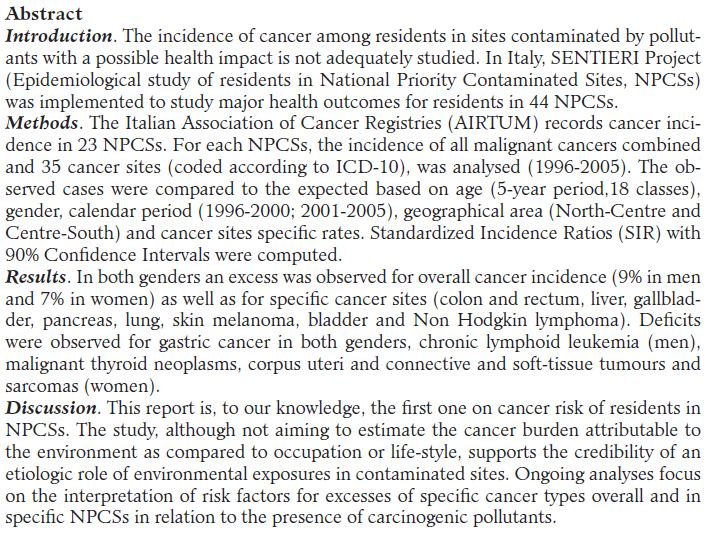 Abstract
Introduction. The incidence of cancer among residents in sites contaminated by pollut-
ants with a possible health impact is not adequately studied. In Italy, SENTIERI Project
(Epidemiological study of residents in National Priority Contaminated Sites, NPCSs)
was implemented to study major health outcomes for residents in 44 NPCSs.
Methods. The Italian Association of Cancer Registries (AIRTUM) records cancer inci-
dence in 23 NPCSs. For each NPCSs, the incidence of all malignant cancers combined
and 35 cancer sites (coded according to ICD-10), was analysed (1996-2005). The ob-
served cases were compared to the expected based on age (5-year period,18 classes),
gender, calendar period (1996-2000; 2001-2005), geographical area (North-Centre and
Centre-South) and cancer sites specific rates. Standardized Incidence Ratios (SIR) with
90% Confidence Intervals were computed.
Results. In both genders an excess was observed for overall cancer incidence (9% in men
and 7% in women) as well as for specific cancer sites (colon and rectum, liver, gallblad-
der, pancreas, lung, skin melanoma, bladder and Non Hodgkin lymphoma). Deficits
were observed for gastric cancer in both genders, chronic lymphoid leukemia (men),
malignant thyroid neoplasms, corpus uteri and connective and soft-tissue tumours and
sarcomas (women).
Discussion. This report is, to our knowledge, the first one on cancer risk of residents in
NPCSs. The study, although not aiming to estimate the cancer burden attributable to
the environment as compared to occupation or life-style, supports the credibility of an
etiologic role of environmental exposures in contaminated sites. Ongoing analyses focus
on the interpretation of risk factors for excesses of specific cancer types overall and in
specific NPCSs in relation to the presence of carcinogenic pollutants.